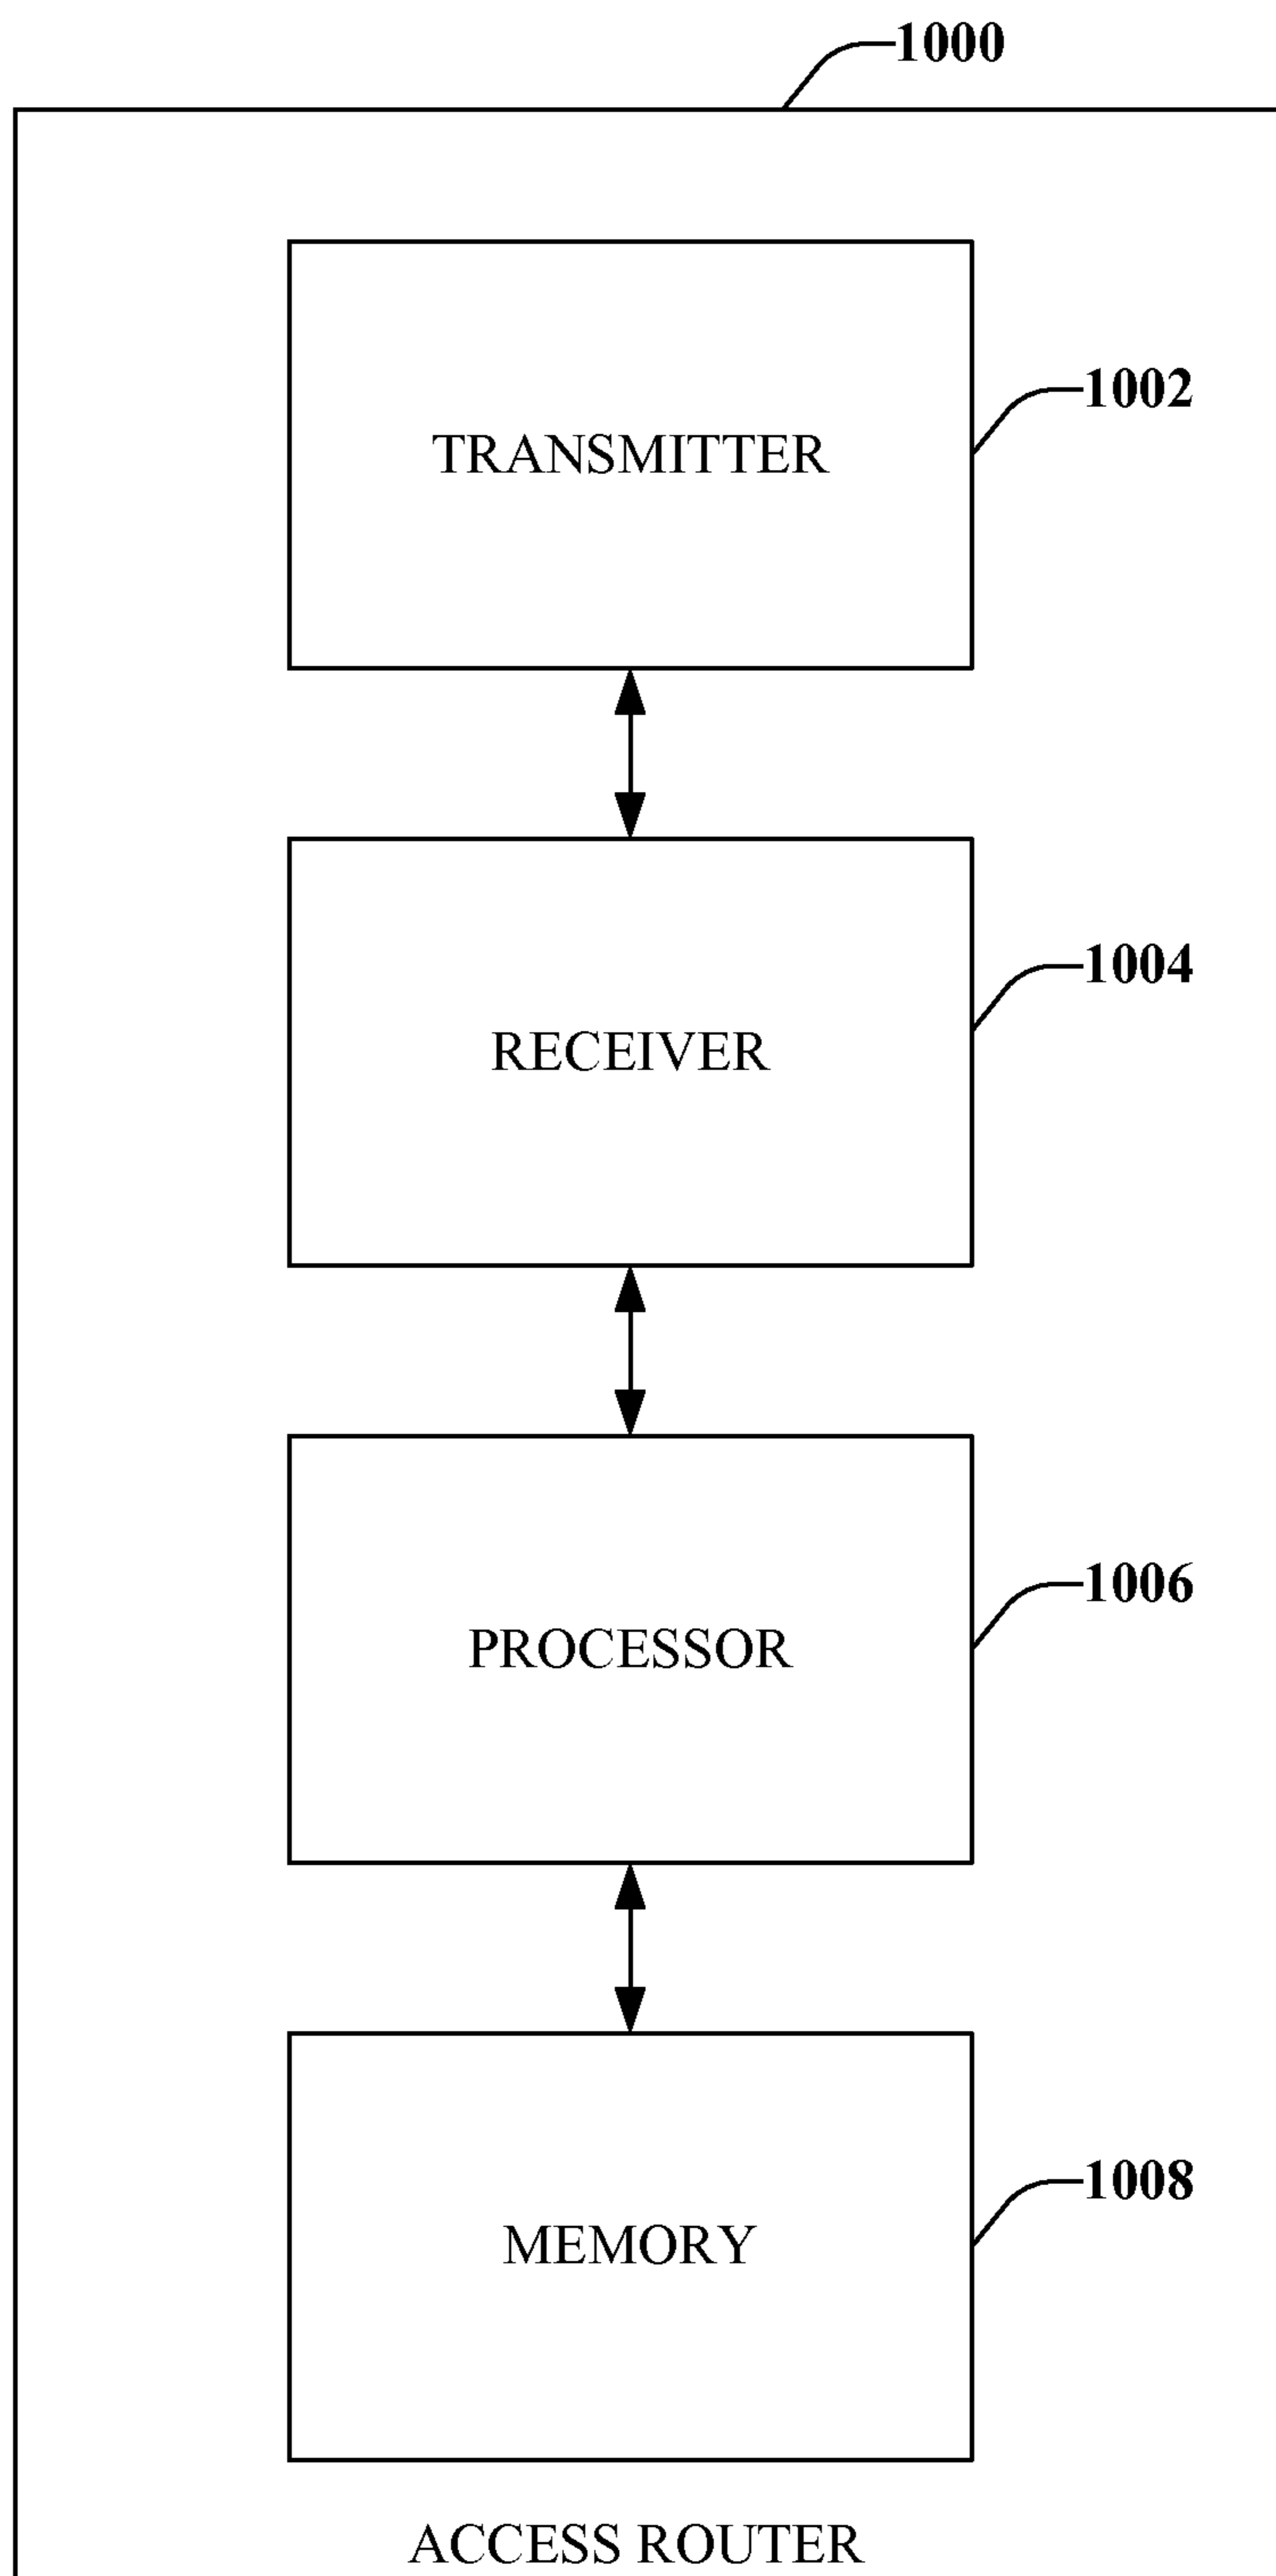 1000
1002
TRANSMITTER
1004
RECEIVER
1006
PROCESSOR
1008
MEMORY
ACCESS ROUTER